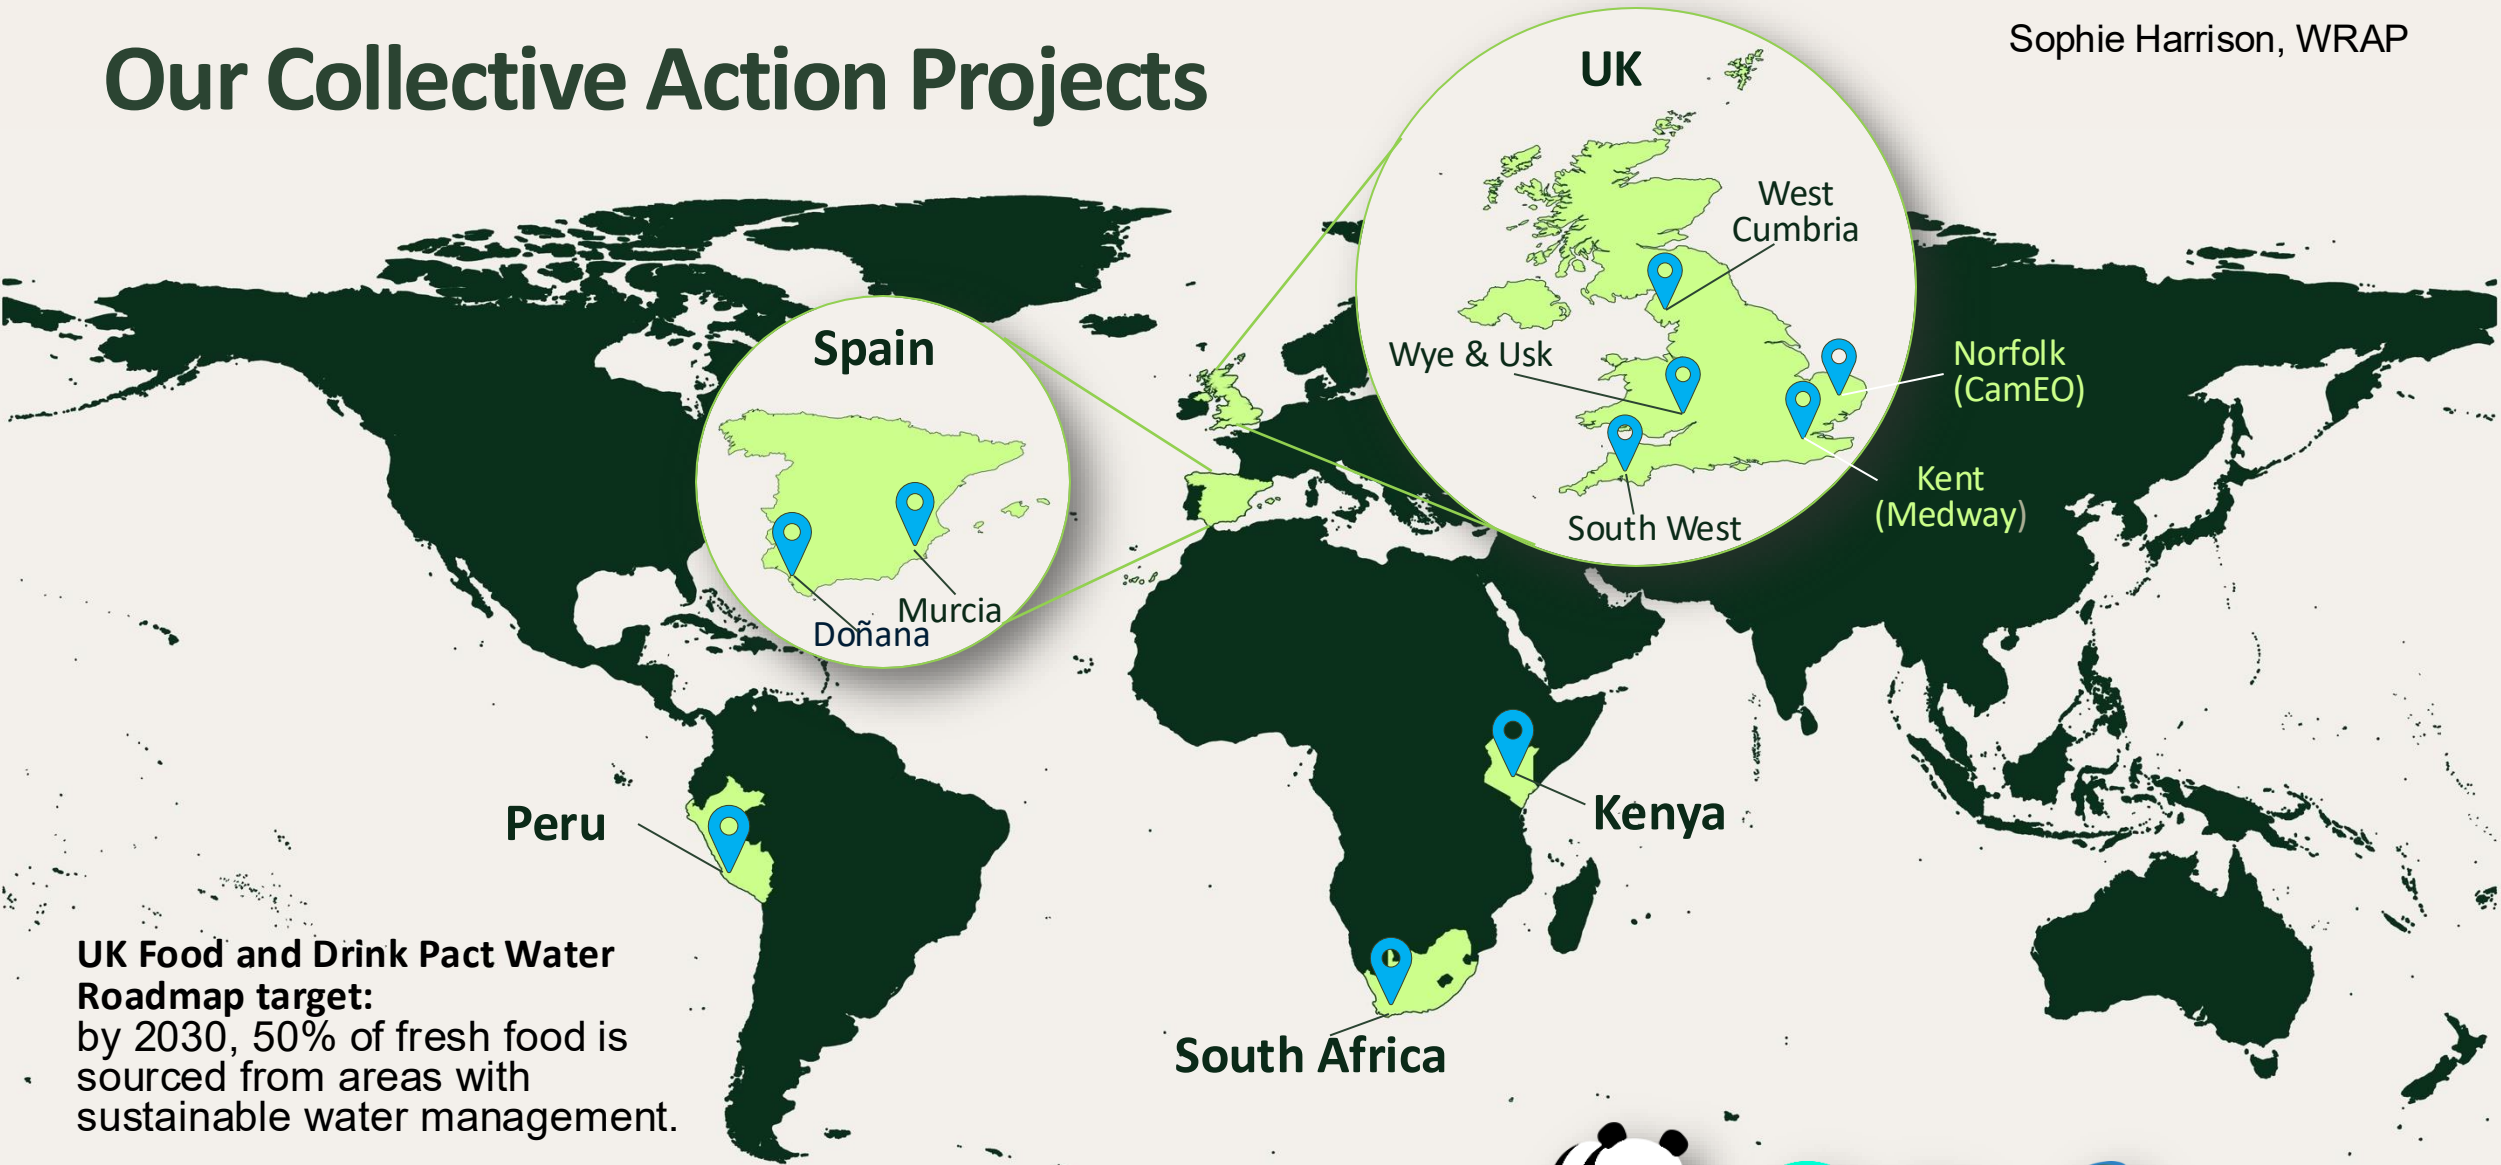 Our Collective Action Projects
Sophie Harrison, WRAP
UK
West
Cumbria
Wye & Usk
Norfolk
(CamEO)
Kent
(Medway)
South West
Spain
Murcia
Doñana
Peru
Kenya
South Africa
UK Food and Drink Pact Water
Roadmap target:
by 2030, 50% of fresh food is
sourced from areas with
sustainable water management.